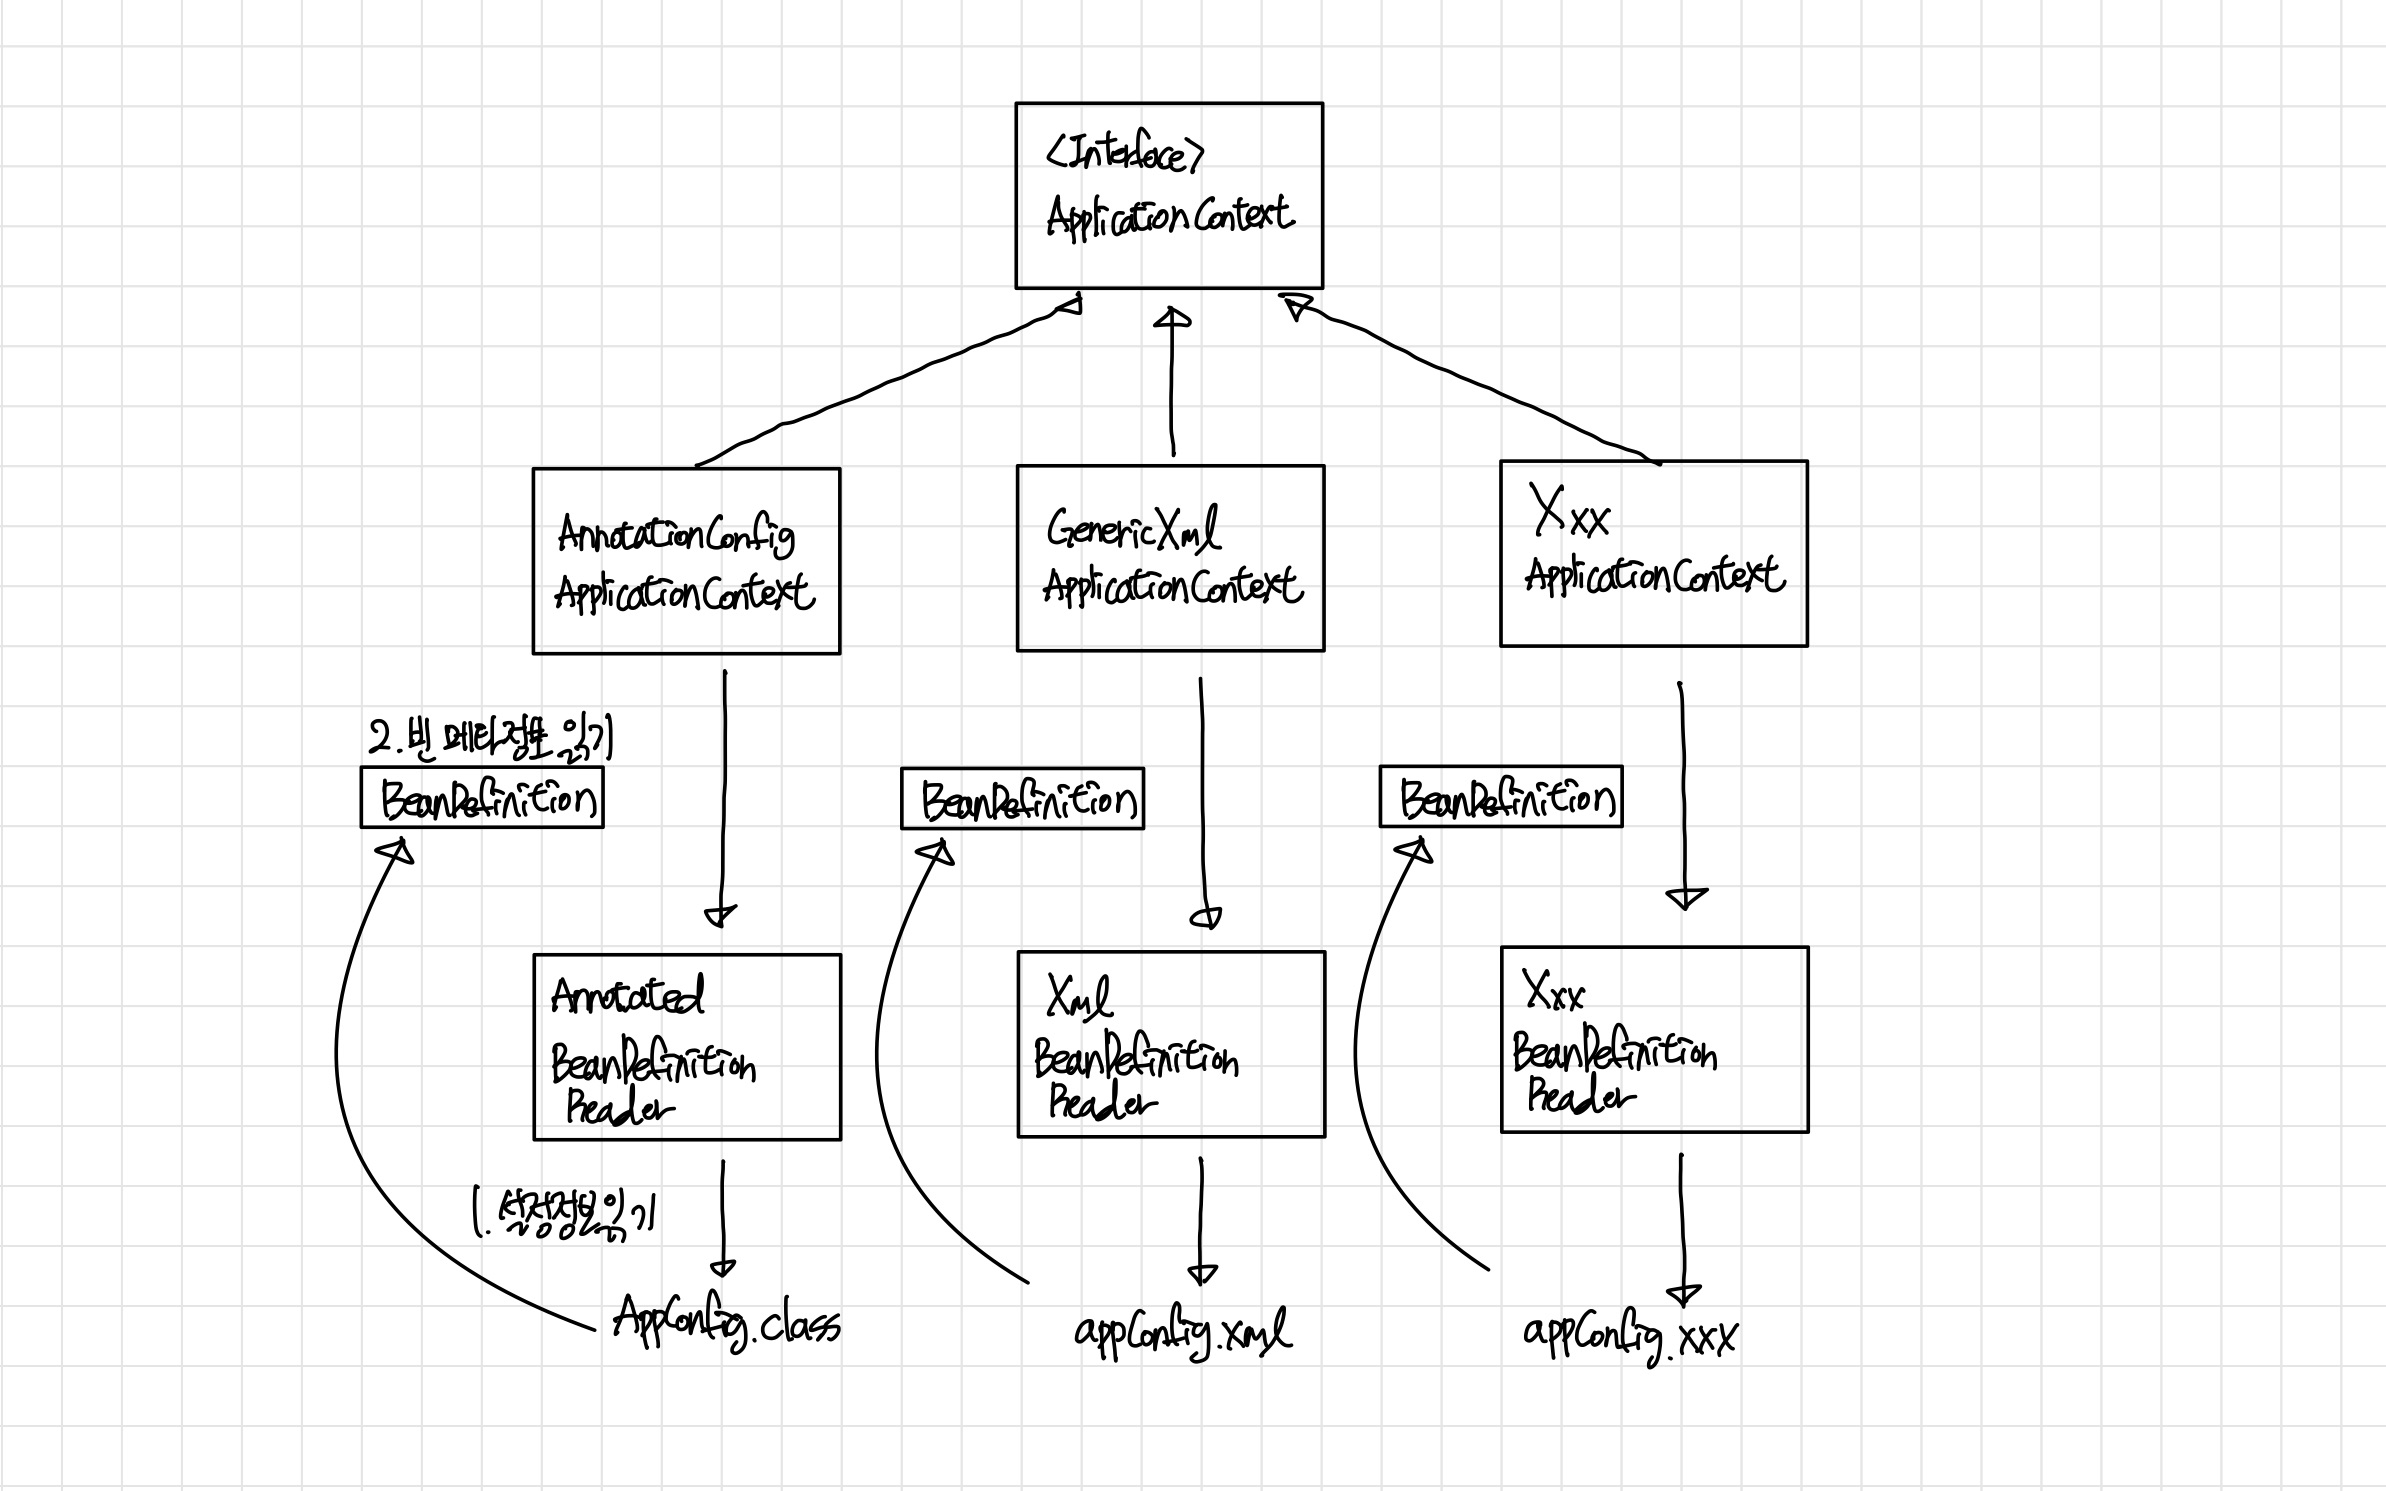 <Interface>
ApplicationContext
AnnotationConfig
ApplicationContext
GenericXml
ApplicationContext
Xxx
ApplicationContext
2. 빈 메타정보 읽기
BeanDefinition
BeanDefinition
BeanDefinition
Annotated
BeanDefinition
Reader
Xml
BeanDefinition
Reader
Xxx
BeanDefinition
Reader
1. 설정정보 읽기
AppConfig.class
appConfig.xml
appConfig.xxx